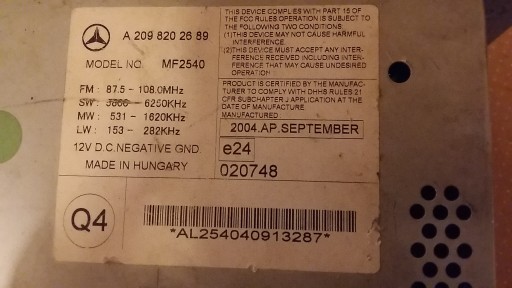 A 209 820 26 89
MODEL NO. MF2540
FM : 87.5 - 108.0MHz
SW: 3866 - 6250KHz
MW : 531 - 1620KHz
LW : 153 - 282KHz
12V D.C. NEGATIVE GND
MADE IN HUNGARY
THIS DEVICE COMPLIES WITH PART 15 OF
THE FCC RULES OPERATION IS SUBJECT TO
THE FOLLOWING TWO CONDITIONS.
(1)THIS DEVICE MAY NOT CAUSE HARMFUL
INTERFERENCE.
(2)THIS DEVICE MUST ACCEPT ANY INTER-
FERENCE RECEIVED INCLUDING INTER-
FERENCE THAT MAY CAUSE UNDESIRED
OPERATION
PRODUCT IS CERTIFIED BY THE MANUFAC-
TURER TO COMPLY WITH DHHS RULES 21
CFR SUBCHAPTER J APPLICATION AT THE
DATE OF MANUFACTURE
MANUFACTURED
2004.AP.SEPTEMBER
e24
020748
Q4
*AL254040913287*